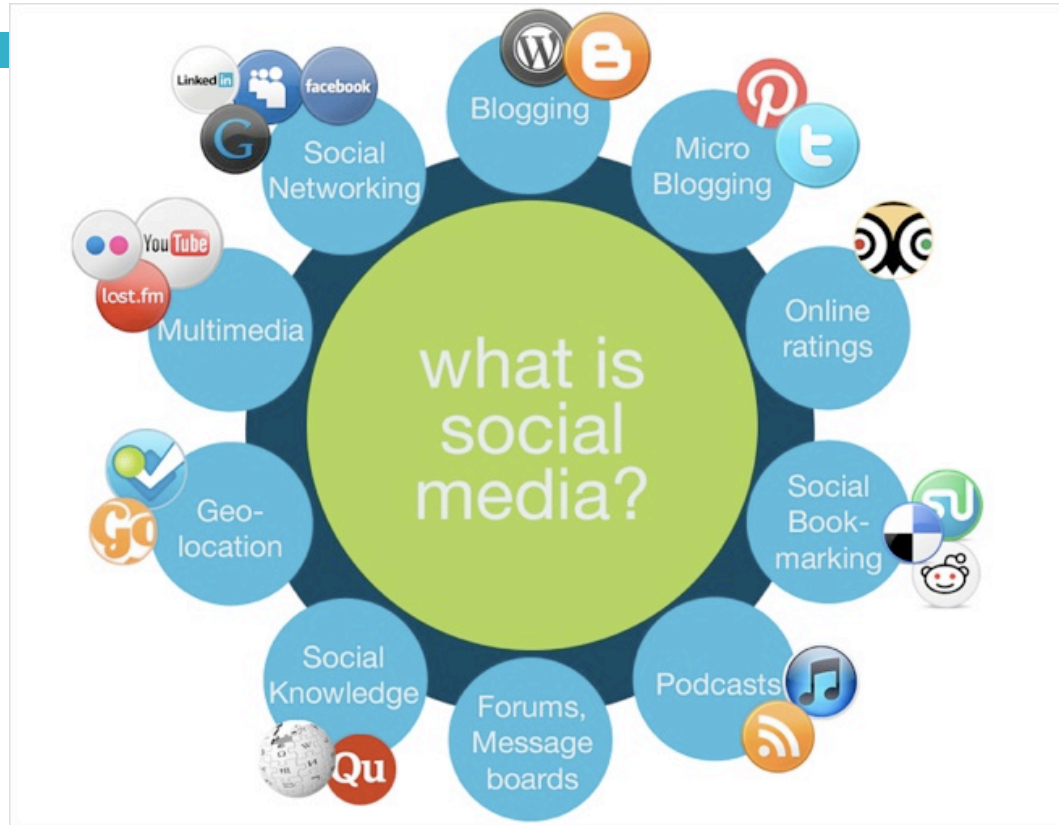 what is
social
media?
Blogging
Micro
Blogging
Online
ratings
Social
Book-
marking
Podcasts
Forums,
Message
boards
Social
Knowledge
Qu
Geo-
location
Go
Multimedia
You Tube
lost.fm
Social
Networking
Linked in
facebook
G